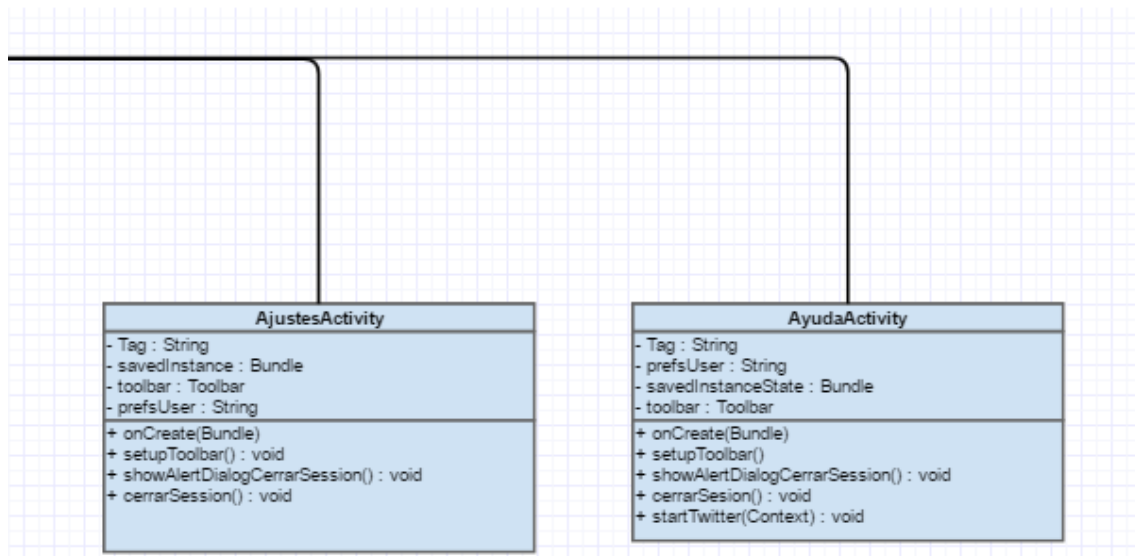 AjustesActivity
- Tag : String
- savedInstance : Bundle
- toolbar : Toolbar
- prefsUser : String
+ onCreate(Bundle)
+ setupToolbar() : void
+ showAlertDialogCerrarSession() : void
+ cerrarSession() : void
AyudaActivity
- Tag : String
- prefsUser : String
- savedInstanceState : Bundle
- toolbar : Toolbar
+ onCreate(Bundle)
+ setupToolbar()
+ showAlertDialogCerrarSession() : void
+ cerrarSesion() : void
+ startTwitter(Context) : void